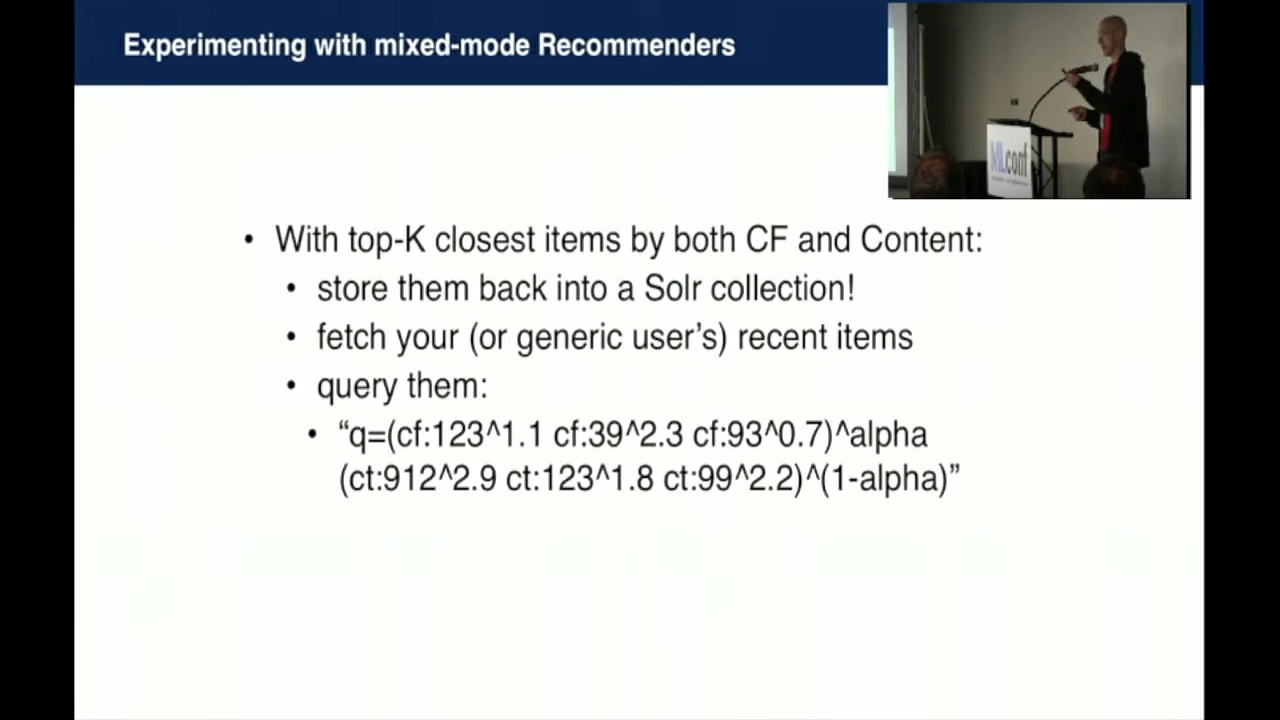 Experimenting with mixed-mode Recommenders
MLconf
• With top-K closest items by both CF and Content:
• store them back into a Solr collection!
• fetch your (or generic user’s) recent items
• query them:
• “q=(cf:123^1.1 cf:39^2.3 cf:93^0.7)^alpha
(ct:912^2.9 ct:123^1.8 ct:99^2.2)^(1-alpha)”